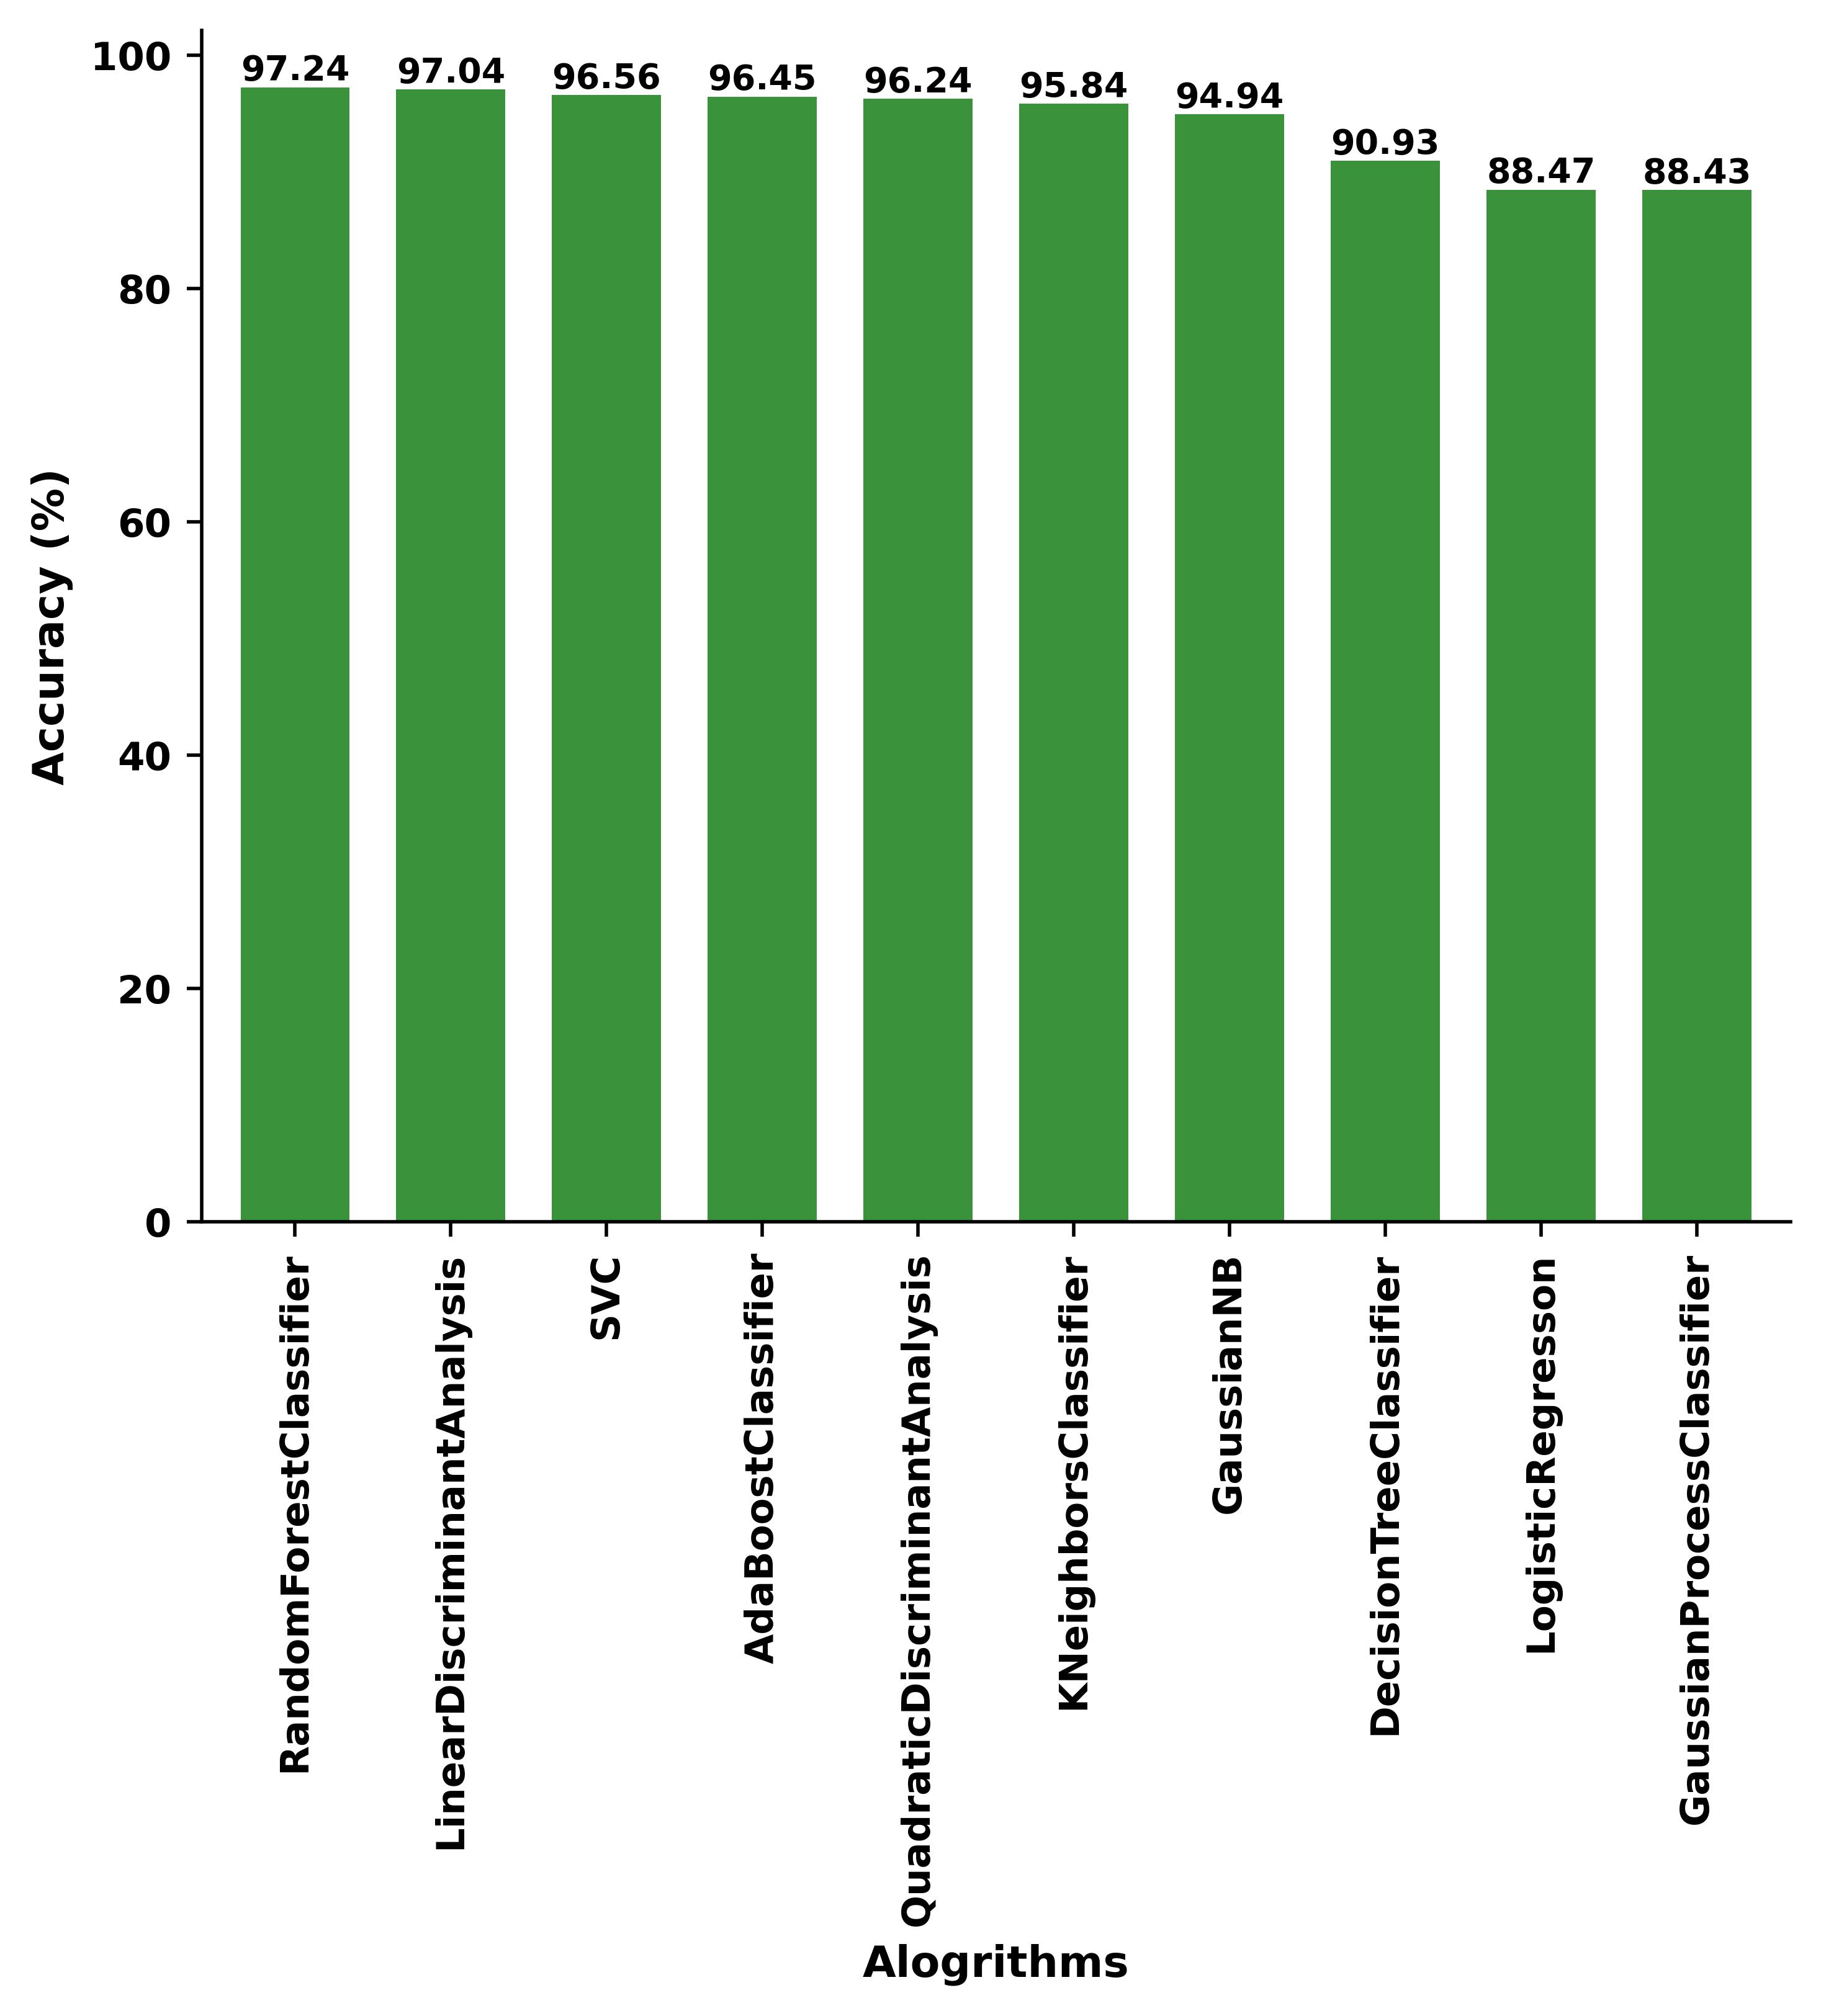 100
80
60
40
20
0
Accuracy (%)
97.24
97.04
96.56
96.45
96.24
95.84
94.94
90.93
88.47
88.43
RandomForestClassifier
LinearDiscriminantAnalysis
SVC
AdaBoostClassifier
QuadraticDiscriminantAnalysis
KNeighborsClassifier
GaussianNB
DecisionTreeClassifier
LogisticRegresson
GaussianProcessClassifier
Alogrithms